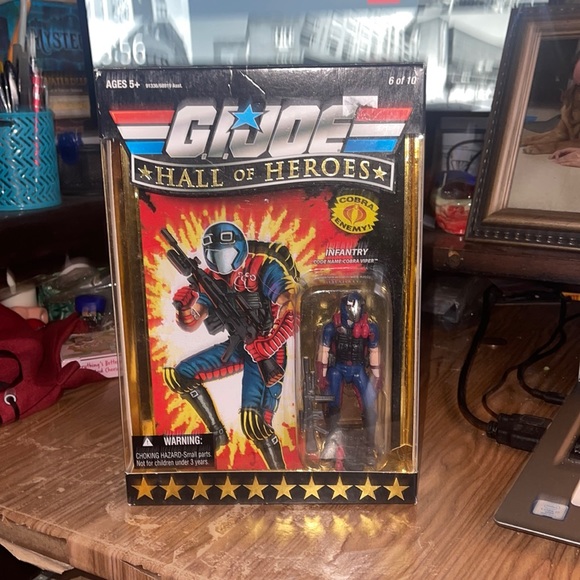 :56
AGES 5+
6 of 10
G.I. JOE
HALL OF HEROES
COBRA
ENEMY!
INFANTRY
CODE NAME: COBRA VIPER
WARNING:
CHOKING HAZARD-Small parts.
Not for children under 3 years.